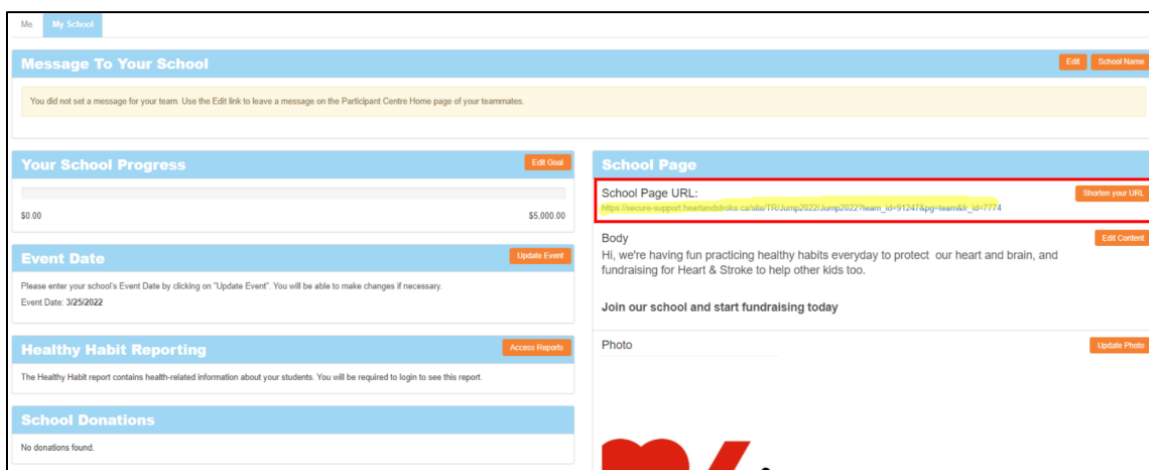 Me My School
Message To Your School Edit School Name
You did not set a message for your team. Use the Edit link to leave a message on the Participant Centre Home page of your teammates.
Your School Progress Edit Goal
$0.00 $5,000.00
Event Date Update Event
Please enter your school's Event Date by clicking on "Update Event". You will be able to make changes if necessary.
Event Date: 3/25/2022
Healthy Habit Reporting Access Reports
The Healthy Habit report contains health-related information about your students. You will be required to login to see this report.
School Donations
No donations found.
School Page
School Page URL: Shorten your URL
https://secure-support.heartandstroke.ca/site/TR/Jump2022/Jump2022?team_id=91247&pg=team&fr_id=7774
Body Edit Content
Hi, we're having fun practicing healthy habits everyday to protect our heart and brain, and
fundraising for Heart & Stroke to help other kids too.
Join our school and start fundraising today
Photo Update Photo